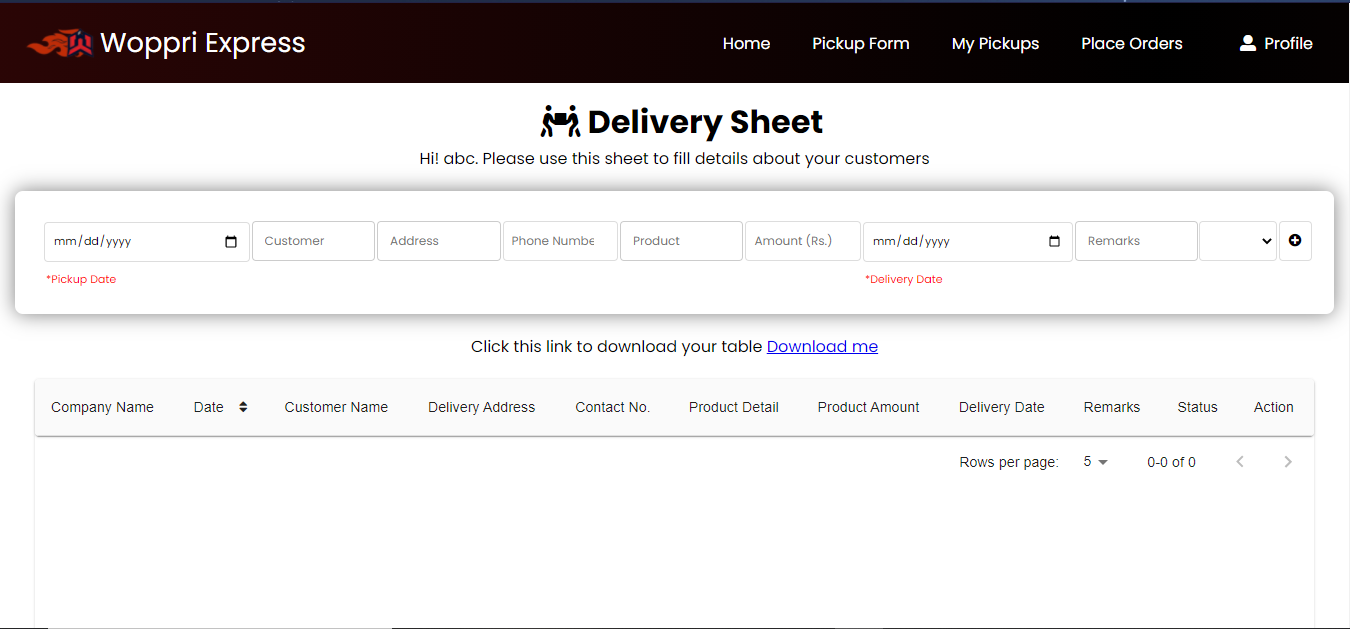 Woppri Express Home Pickup Form My Pickups Place Orders Profile
Delivery Sheet
Hi! abc. Please use this sheet to fill details about your customers
mm/dd/yyyy Customer Address Phone Numbe Product Amount (Rs.) mm/dd/yyyy Remarks
*Pickup Date *Delivery Date
Click this link to download your table Download me
Company Name Date Customer Name Delivery Address Contact No. Product Detail Product Amount Delivery Date Remarks Status Action
Rows per page: 5 0-0 of 0